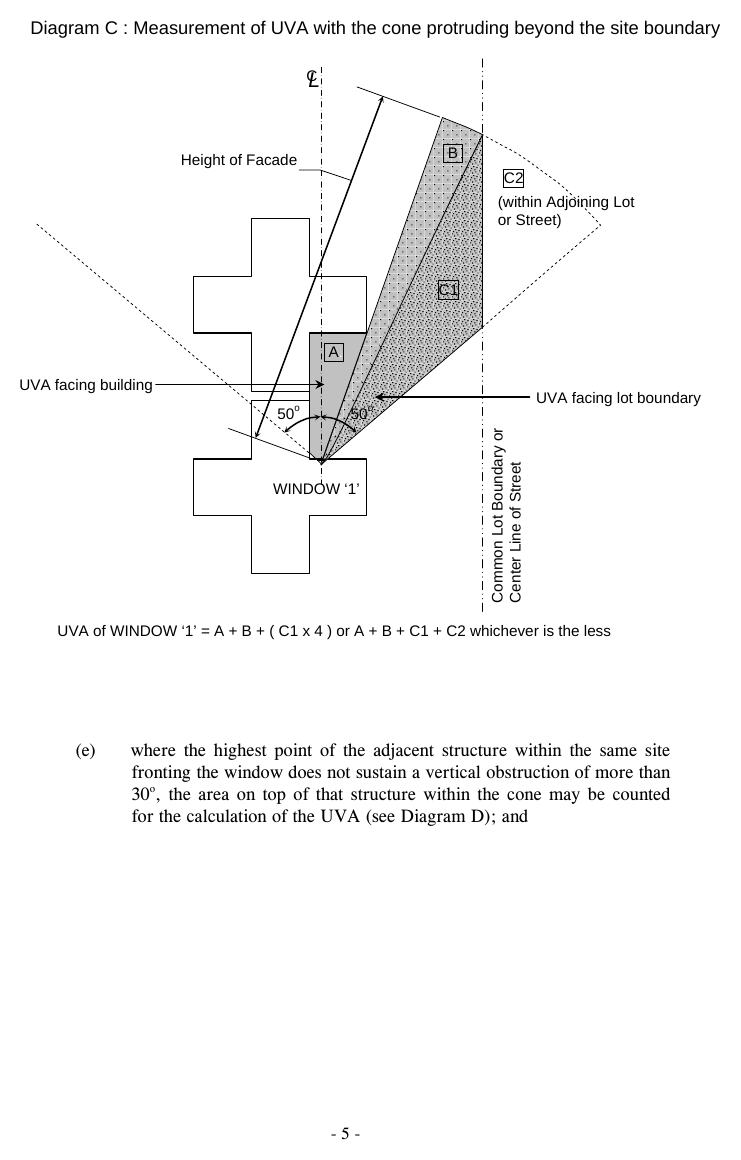 Diagram C : Measurement of UVA with the cone protruding beyond the site boundary
℄
B
Height of Facade
C2
(within Adjoining Lot
or Street)
C1
A
UVA facing building
UVA facing lot boundary
50º
50º
WINDOW ‘1’
Common Lot Boundary or
Center Line of Street
UVA of WINDOW ‘1’ = A + B + ( C1 x 4 ) or A + B + C1 + C2 whichever is the less
(e) where the highest point of the adjacent structure within the same site
fronting the window does not sustain a vertical obstruction of more than
30º, the area on top of that structure within the cone may be counted
for the calculation of the UVA (see Diagram D); and
- 5 -